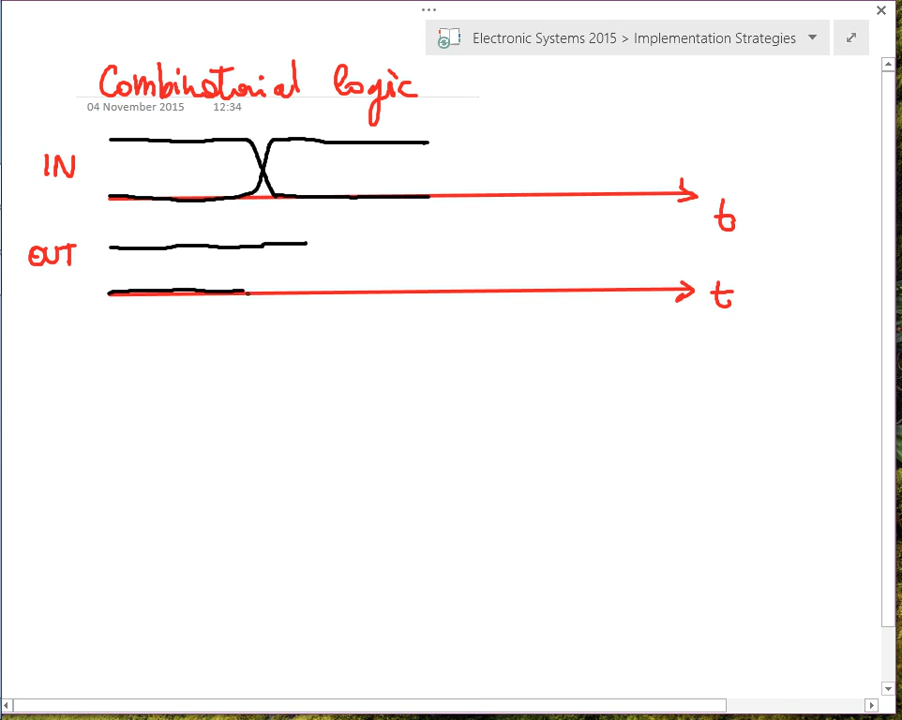 Electronic Systems 2015 > Implementation Strategies
Combinatorial logic
04 November 2015 12:34
IN
t
OUT
t